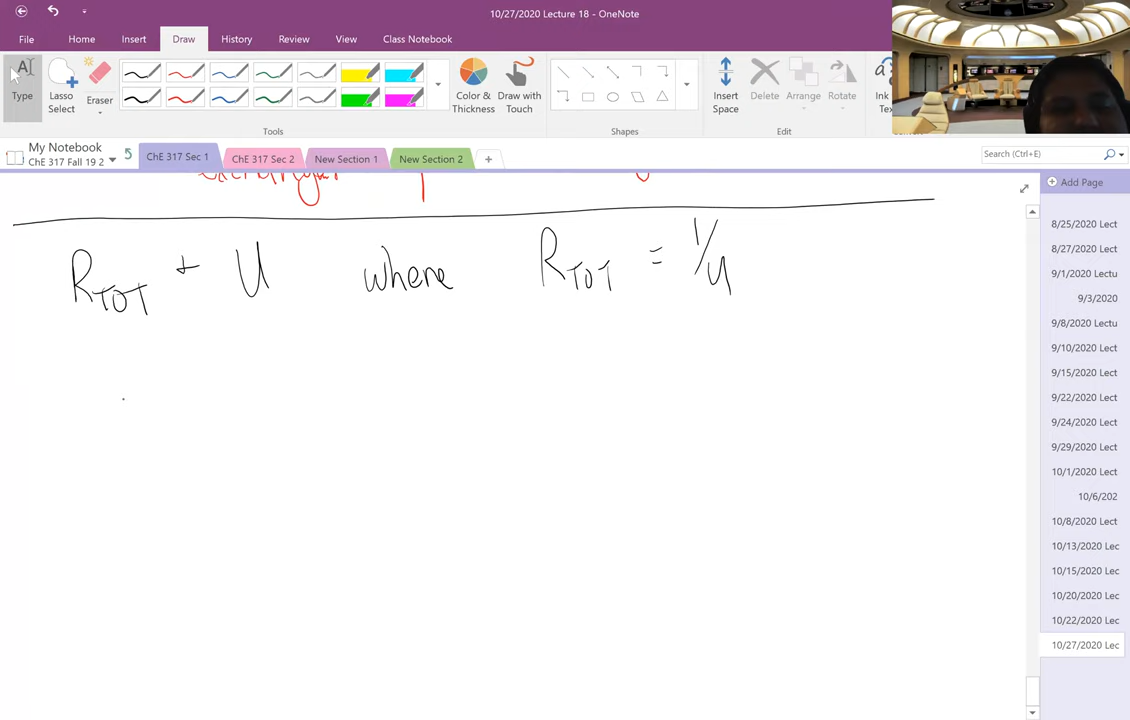 10/27/2020 Lecture 18 - OneNote
File Home Insert Draw History Review View Class Notebook
Type
Lasso Select
Eraser
Color & Thickness
Draw with Touch
Insert Space
Delete
Arrange
Rotate
Ink
Tex
Tools
Shapes
Edit
My Notebook
ChE 317 Fall 19 2
ChE 317 Sec 1
ChE 317 Sec 2
New Section 1
New Section 2
+
Search (Ctrl+E)
Add Page
R_TOT + U where R_TOT = 1/U
8/25/2020 Lect
8/27/2020 Lect
9/1/2020 Lectu
9/3/2020
9/8/2020 Lectu
9/10/2020 Lect
9/15/2020 Lect
9/22/2020 Lect
9/24/2020 Lect
9/29/2020 Lect
10/1/2020 Lect
10/6/202
10/8/2020 Lect
10/13/2020 Lec
10/15/2020 Lec
10/20/2020 Lec
10/22/2020 Lec
10/27/2020 Lec